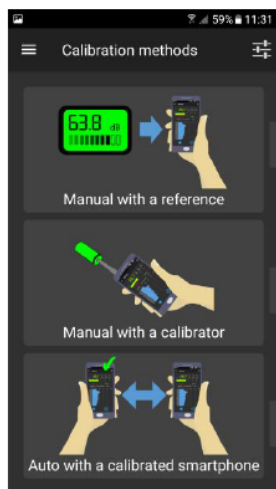 59% 11:31
Calibration methods
63.8 dB
Manual with a reference
Manual with a calibrator
Auto with a calibrated smartphone